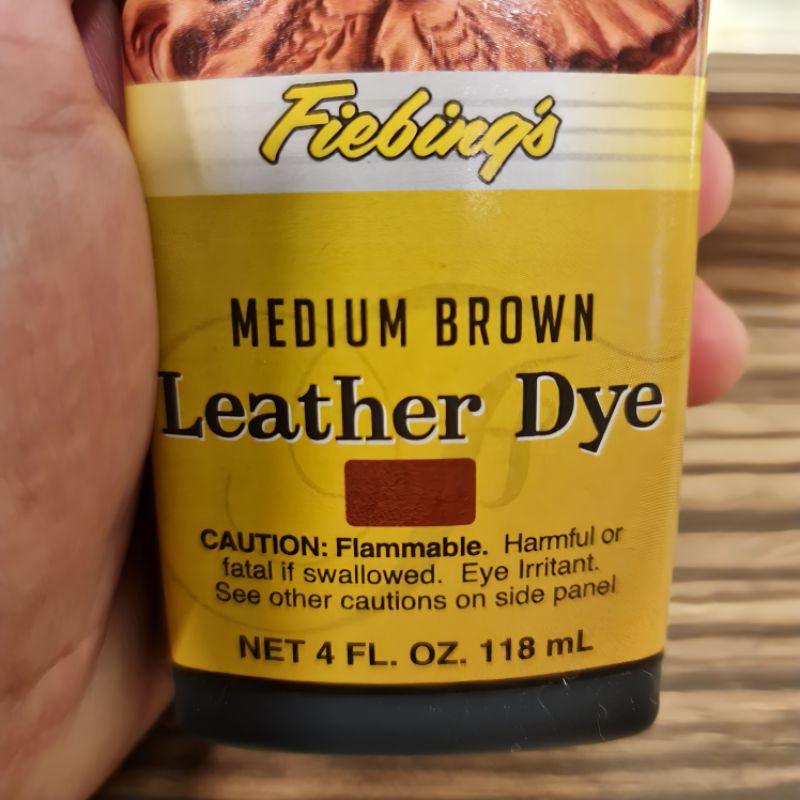 Fiebing's
MEDIUM BROWN
Leather Dye
CAUTION: Flammable. Harmful or
fatal if swallowed. Eye Irritant.
See other cautions on side panel
NET 4 FL. OZ. 118 mL